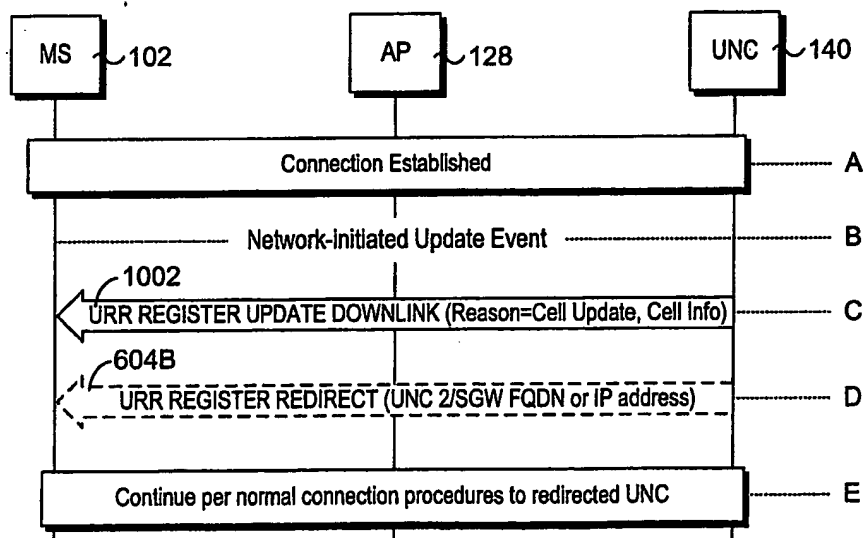 MS 102 AP 128 UNC 140
Connection Established A
Network-initiated Update Event B
1002
URR REGISTER UPDATE DOWNLINK (Reason=Cell Update, Cell Info) C
604B
URR REGISTER REDIRECT (UNC 2/SGW FQDN or IP address) D
Continue per normal connection procedures to redirected UNC E